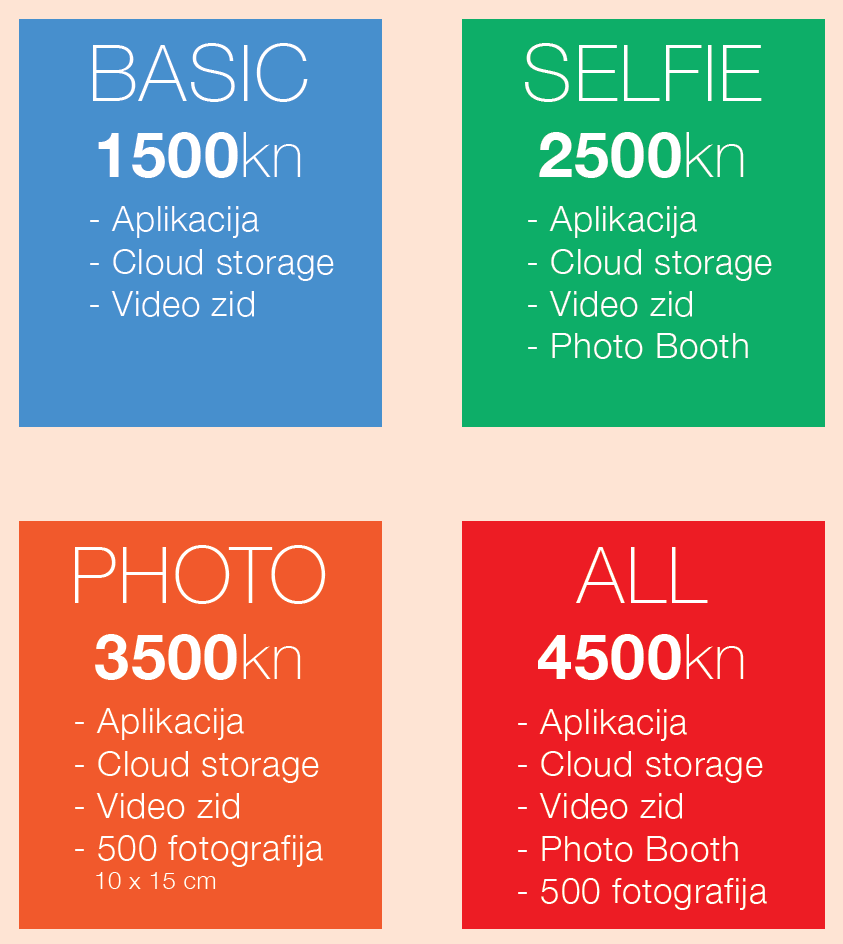 BASIC
1500kn
- Aplikacija
- Cloud storage
- Video zid
SELFIE
2500kn
- Aplikacija
- Cloud storage
- Video zid
- Photo Booth
PHOTO
3500kn
- Aplikacija
- Cloud storage
- Video zid
- 500 fotografija
10 x 15 cm
ALL
4500kn
- Aplikacija
- Cloud storage
- Video zid
- Photo Booth
- 500 fotografija